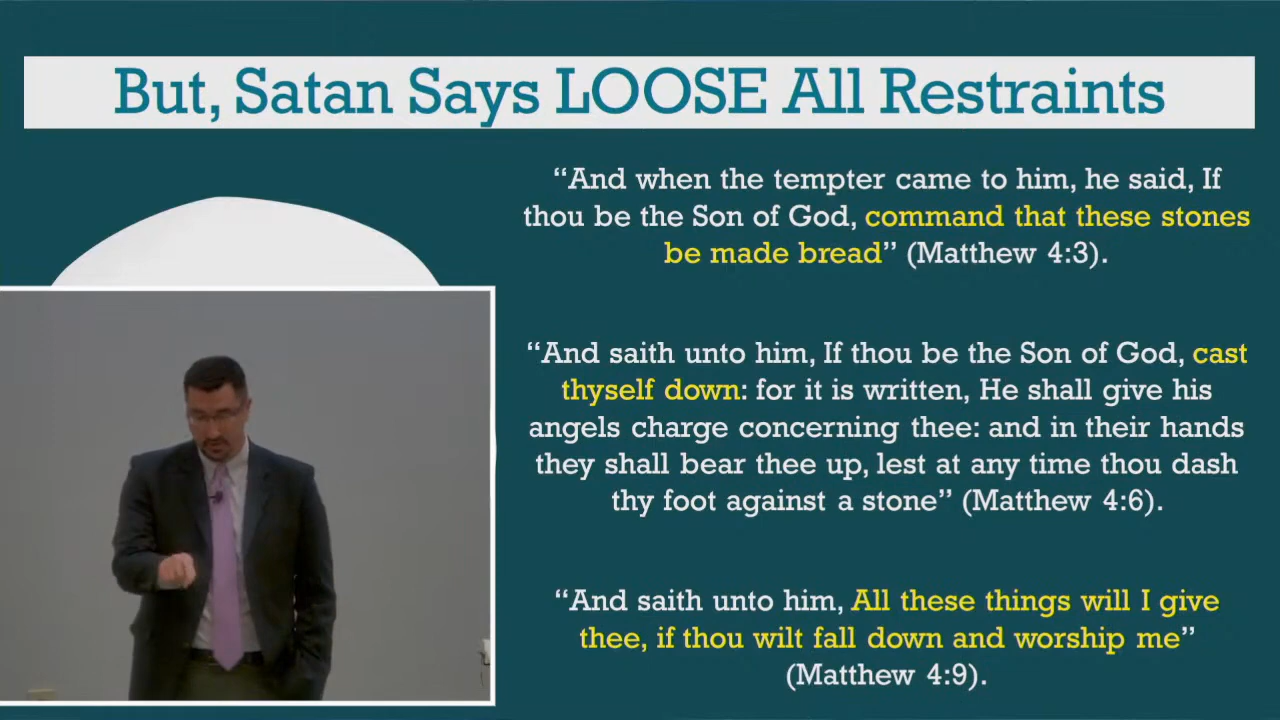 But, Satan Says LOOSE All Restraints
“And when the tempter came to him, he said, If
thou be the Son of God, command that these stones
be made bread” (Matthew 4:3).
“And saith unto him, If thou be the Son of God, cast
thyself down: for it is written, He shall give his
angels charge concerning thee: and in their hands
they shall bear thee up, lest at any time thou dash
thy foot against a stone” (Matthew 4:6).
“And saith unto him, All these things will I give
thee, if thou wilt fall down and worship me”
(Matthew 4:9).